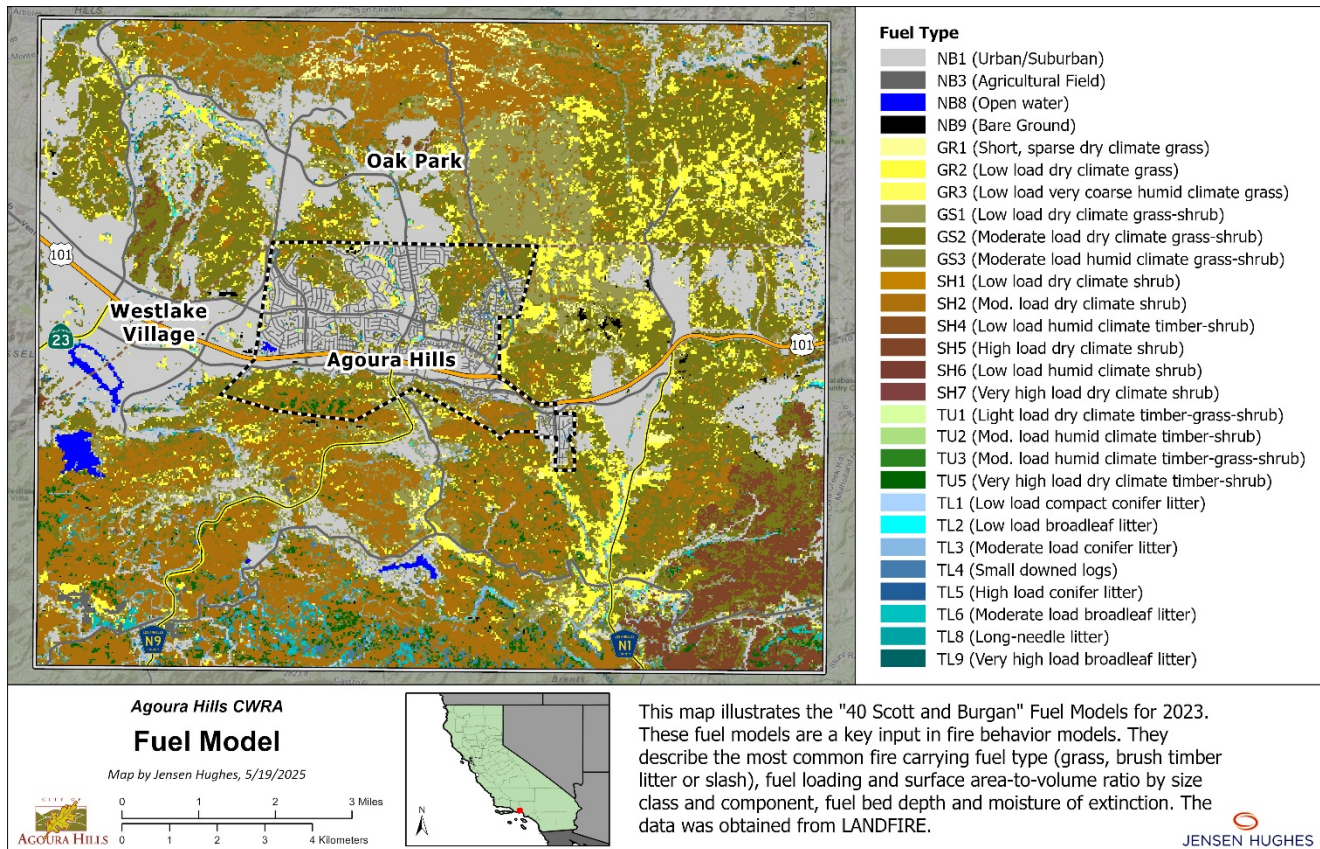 HILLS
Oak Park
101
Westlake
Village
23
Agoura Hills
101
N9
N1
Fuel Type
NB1 (Urban/Suburban)
NB3 (Agricultural Field)
NB8 (Open water)
NB9 (Bare Ground)
GR1 (Short, sparse dry climate grass)
GR2 (Low load dry climate grass)
GR3 (Low load very coarse humid climate grass)
GS1 (Low load dry climate grass-shrub)
GS2 (Moderate load dry climate grass-shrub)
GS3 (Moderate load humid climate grass-shrub)
SH1 (Low load dry climate shrub)
SH2 (Mod. load dry climate shrub)
SH4 (Low load humid climate timber-shrub)
SH5 (High load dry climate shrub)
SH6 (Low load humid climate shrub)
SH7 (Very high load dry climate shrub)
TU1 (Light load dry climate timber-grass-shrub)
TU2 (Mod. load humid climate timber-shrub)
TU3 (Mod. load humid climate timber-grass-shrub)
TU5 (Very high load dry climate timber-shrub)
TL1 (Low load compact conifer litter)
TL2 (Low load broadleaf litter)
TL3 (Moderate load conifer litter)
TL4 (Small downed logs)
TL5 (High load conifer litter)
TL6 (Moderate load broadleaf litter)
TL8 (Long-needle litter)
TL9 (Very high load broadleaf litter)
Agoura Hills CWRA
Fuel Model
Map by Jensen Hughes, 5/19/2025
CITY OF
AGOURA HILLS
0 1 2 3 Miles
0 1 2 3 4 Kilometers
N
This map illustrates the "40 Scott and Burgan" Fuel Models for 2023.
These fuel models are a key input in fire behavior models. They
describe the most common fire carrying fuel type (grass, brush timber
litter or slash), fuel loading and surface area-to-volume ratio by size
class and component, fuel bed depth and moisture of extinction. The
data was obtained from LANDFIRE.
JENSEN HUGHES